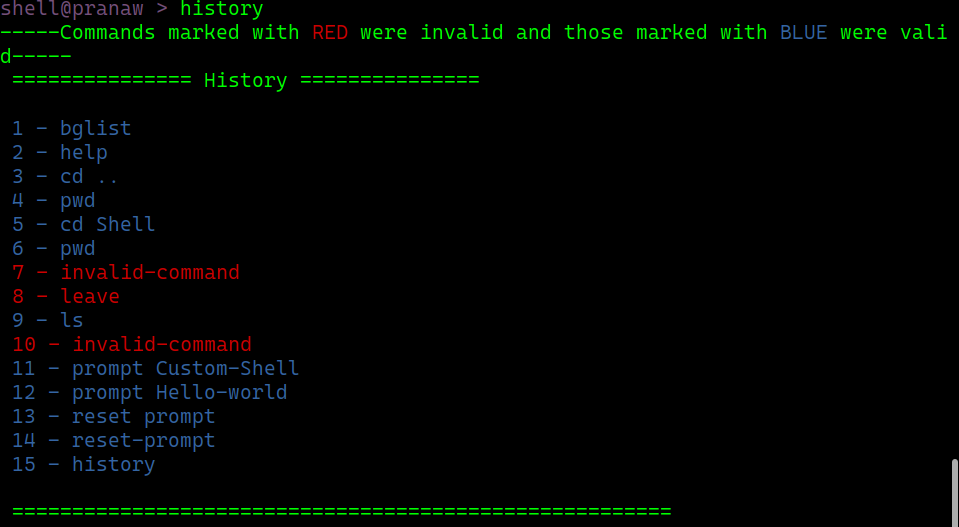 shell@pranaw > history
-----Commands marked with RED were invalid and those marked with BLUE were vali
d-----
=============== History ===============
1 - bglist
2 - help
3 - cd ..
4 - pwd
5 - cd Shell
6 - pwd
7 - invalid-command
8 - leave
9 - ls
10 - invalid-command
11 - prompt Custom-Shell
12 - prompt Hello-world
13 - reset prompt
14 - reset-prompt
15 - history
=======================================================